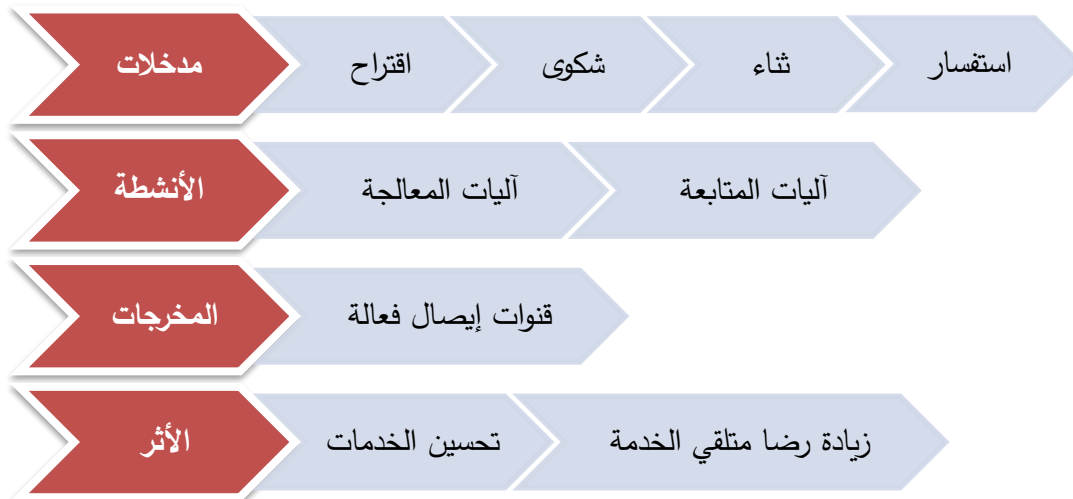 مدخلات
اقتراح
شكوى
ثناء
استفسار
الأنشطة
آليات المعالجة
آليات المتابعة
المخرجات
قنوات إيصال فعالة
الأثر
تحسين الخدمات
زيادة رضا متلقي الخدمة